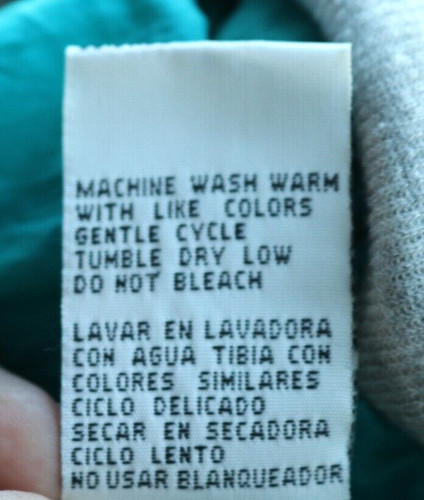 MACHINE WASH WARM
WITH LIKE COLORS
GENTLE CYCLE
TUMBLE DRY LOW
DO NOT BLEACH
LAVAR EN LAVADORA
CON AGUA TIBIA CON
COLORES SIMILARES
CICLO DELICADO
SECAR EN SECADORA
CICLO LENTO
NO USAR BLANQUEADOR